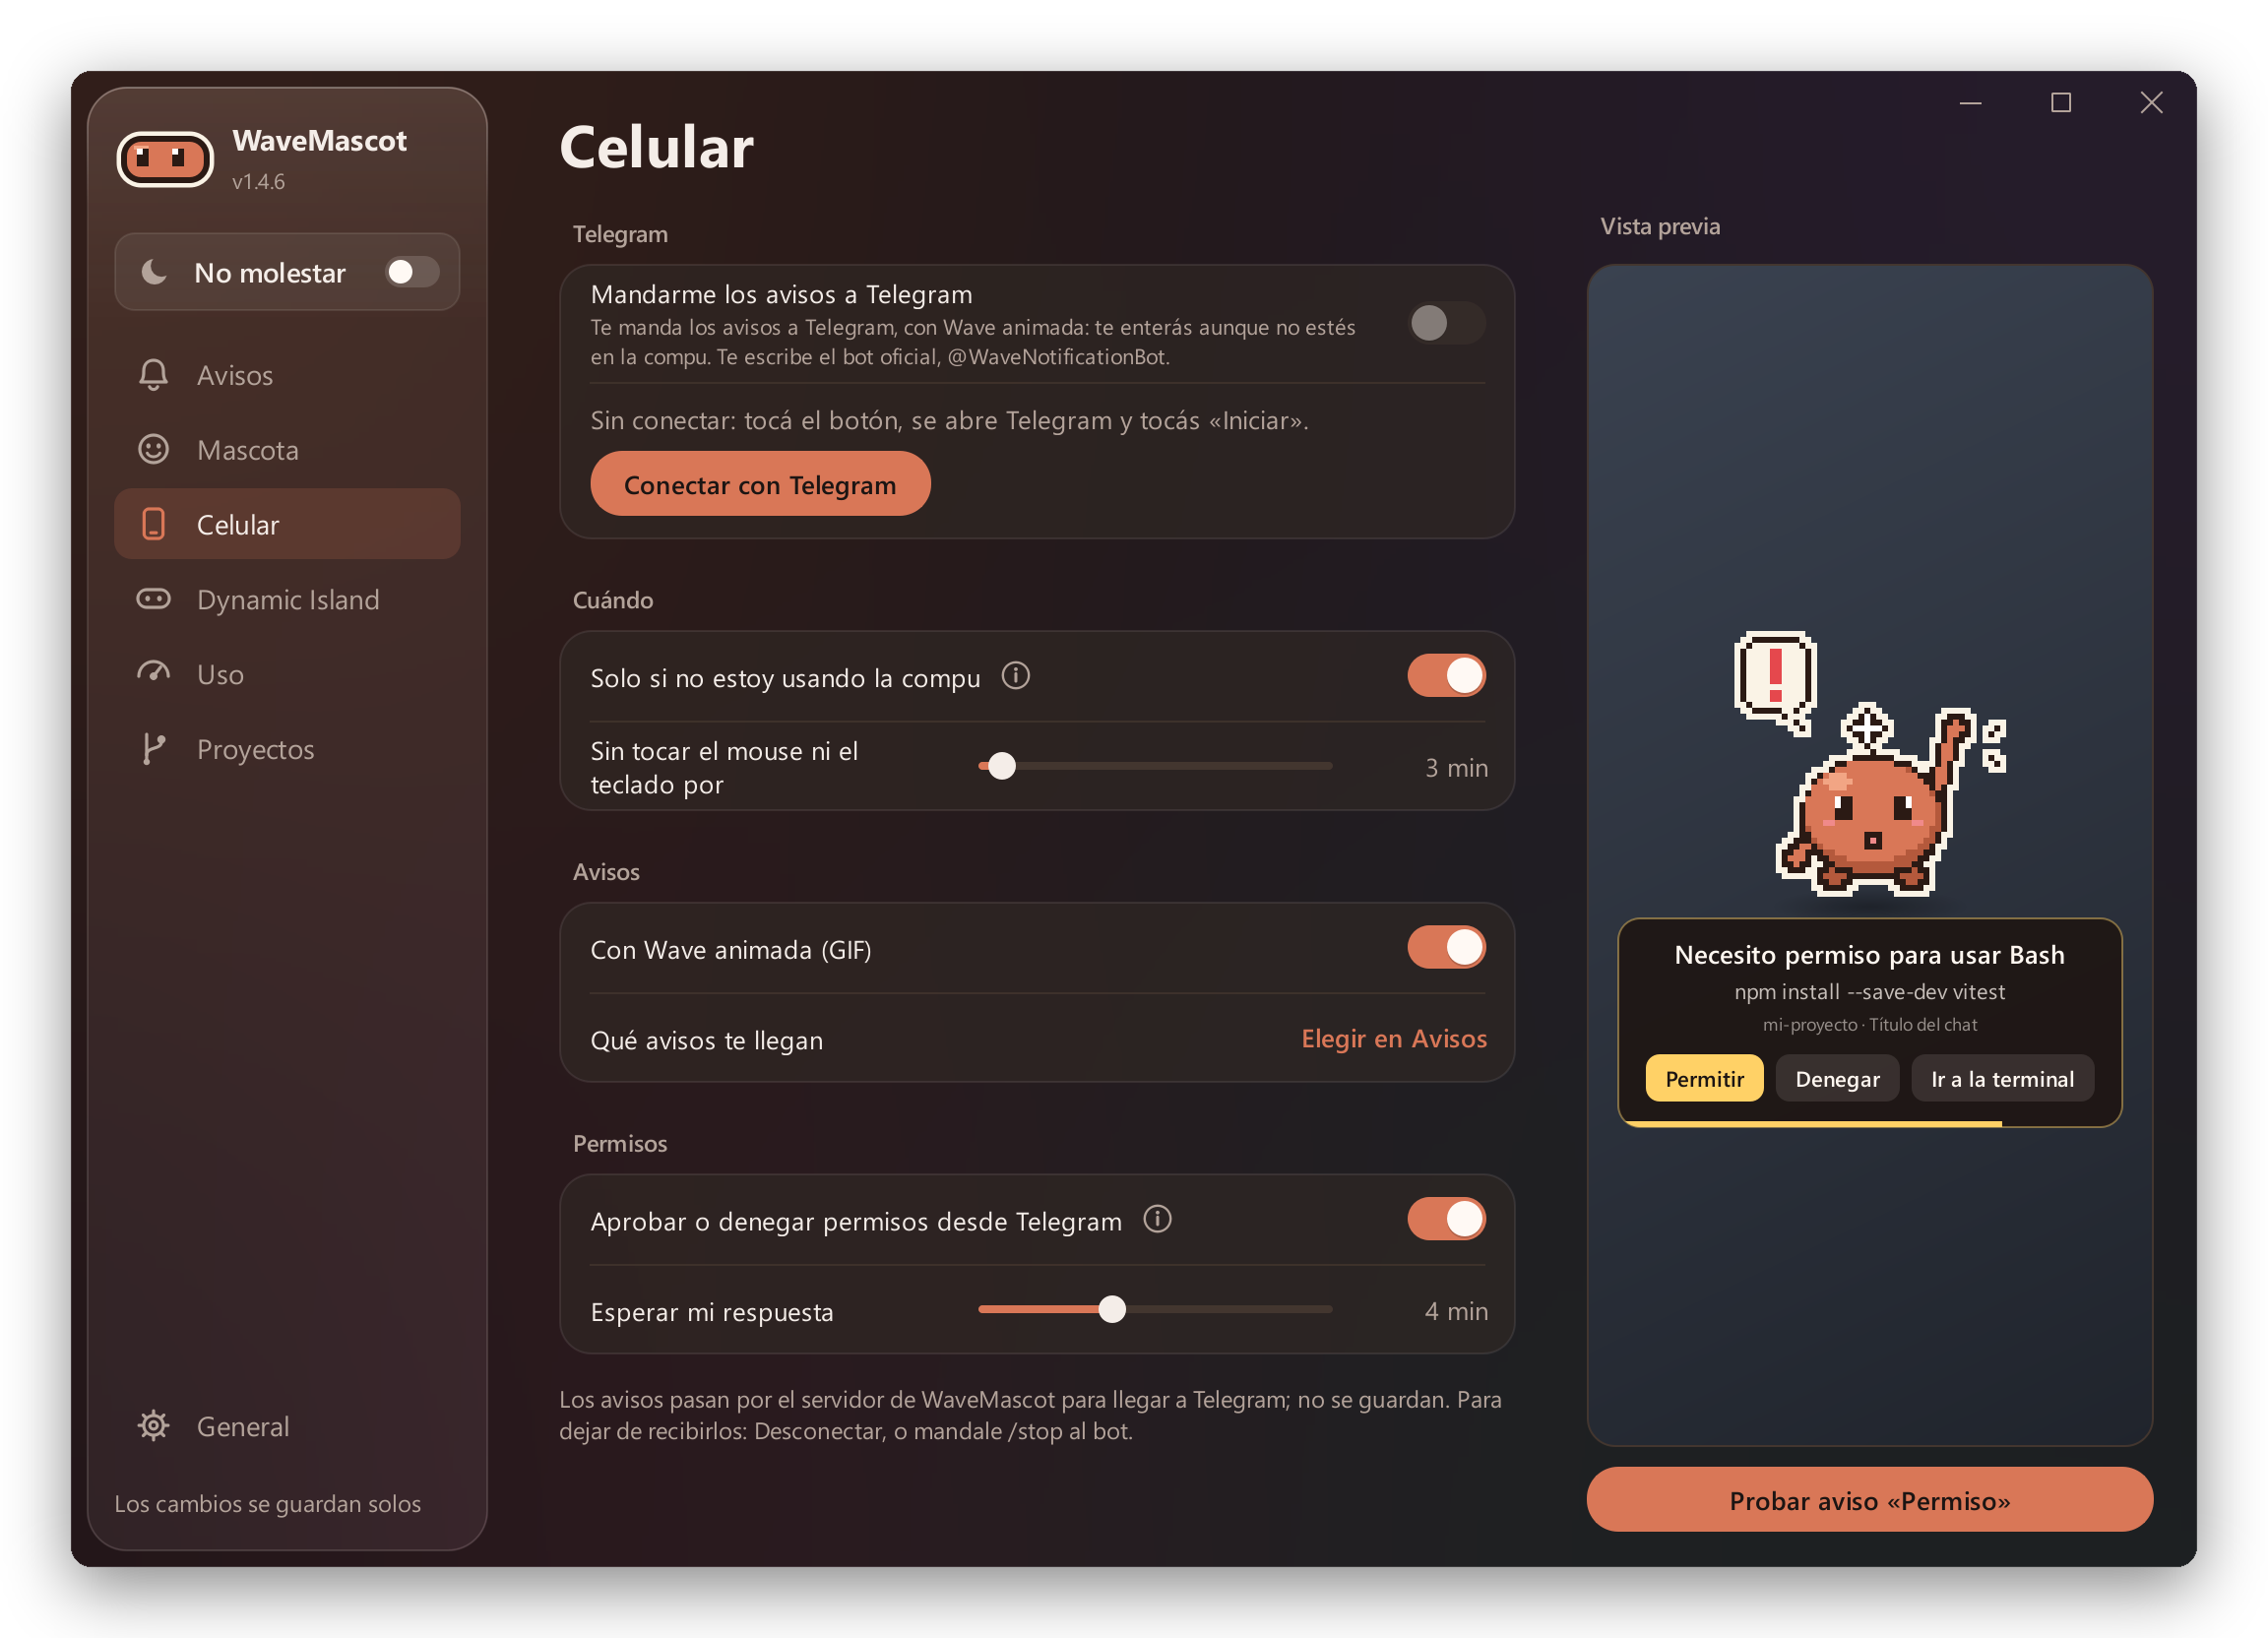 WaveMascot
v1.4.6
No molestar
Avisos
Mascota
Celular
Dynamic Island
Uso
Proyectos
General
Los cambios se guardan solos
Celular
Telegram
Mandarme los avisos a Telegram
Te manda los avisos a Telegram, con Wave animada: te enterás aunque no estés
en la compu. Te escribe el bot oficial, @WaveNotificationBot.
Sin conectar: tocá el botón, se abre Telegram y tocás «Iniciar».
Conectar con Telegram
Cuándo
Solo si no estoy usando la compu
Sin tocar el mouse ni el
teclado por
3 min
Avisos
Con Wave animada (GIF)
Qué avisos te llegan
Elegir en Avisos
Permisos
Aprobar o denegar permisos desde Telegram
Esperar mi respuesta
4 min
Los avisos pasan por el servidor de WaveMascot para llegar a Telegram; no se guardan. Para
dejar de recibirlos: Desconectar, o mandale /stop al bot.
Vista previa
!
Necesito permiso para usar Bash
npm install --save-dev vitest
mi-proyecto · Título del chat
Permitir
Denegar
Ir a la terminal
Probar aviso «Permiso»